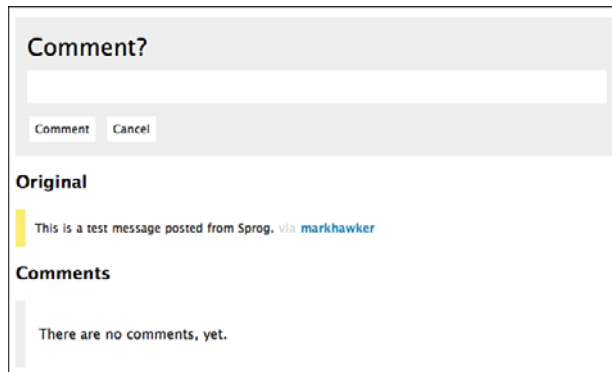 Comment?
Comment Cancel
Original
This is a test message posted from Sprog. via markhawker
Comments
There are no comments, yet.